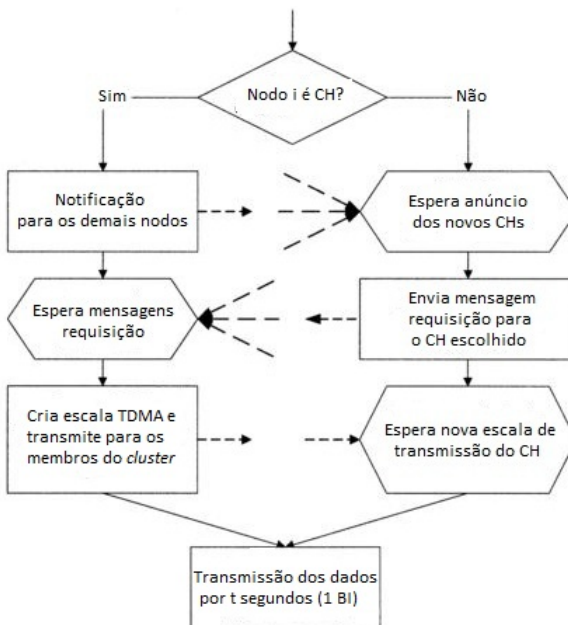 Nodo i é CH?
Sim
Não
Notificação
para os demais nodos
Espera anúncio
dos novos CHs
Espera mensagens
requisição
Envia mensagem
requisição para
o CH escolhido
Cria escala TDMA e
transmite para os
membros do cluster
Espera nova escala de
transmissão do CH
Transmissão dos dados
por t segundos (1 BI)